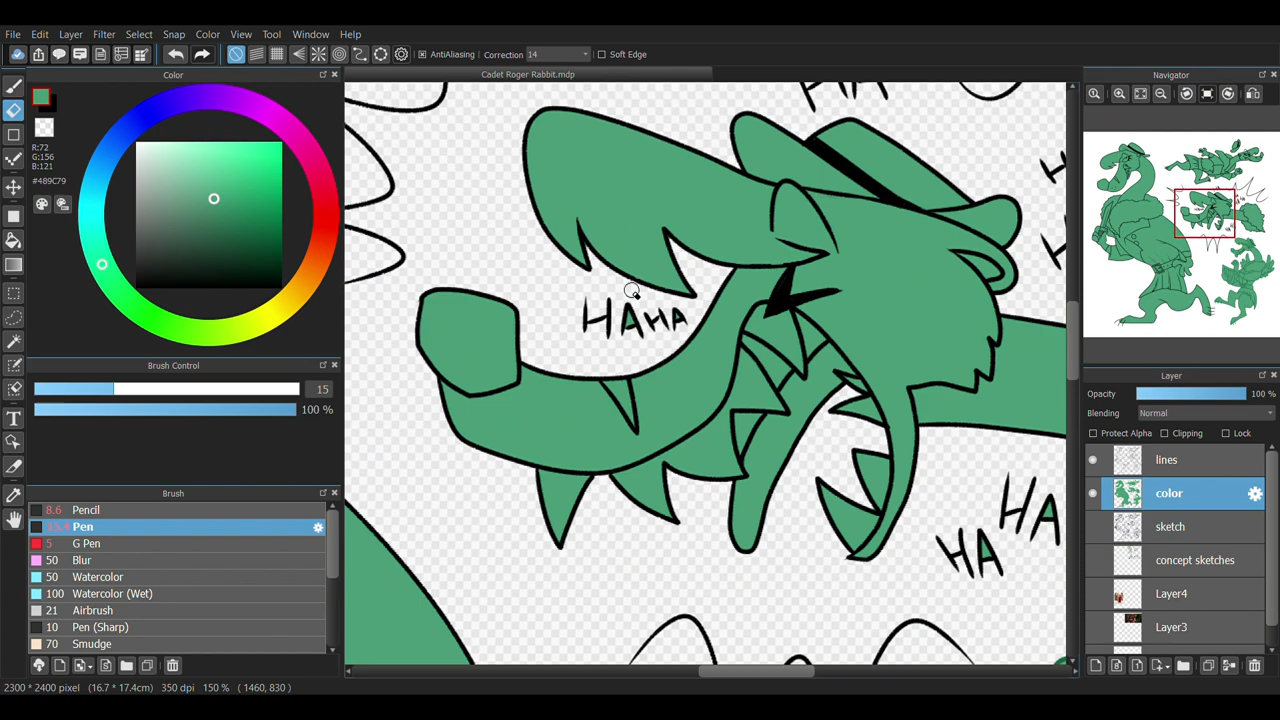 File Edit Layer Filter Select Snap Color View Tool Window Help
AntiAliasing Correction 14 Soft Edge
Color
Cadet Roger Rabbit.mdp
Navigator
R:72
G:156
B:121
#489C79
HA
HAHA
HA
HA
Brush Control
15
100 %
Brush
8.6 Pencil
15.4 Pen
5 G Pen
50 Blur
50 Watercolor
100 Watercolor (Wet)
21 Airbrush
10 Pen (Sharp)
70 Smudge
Layer
Opacity 100 %
Blending Normal
Protect Alpha Clipping Lock
lines
color
sketch
concept sketches
Layer4
Layer3
2300 * 2400 pixel (16.7 * 17.4cm) 350 dpi 150 % ( 1460, 830 )